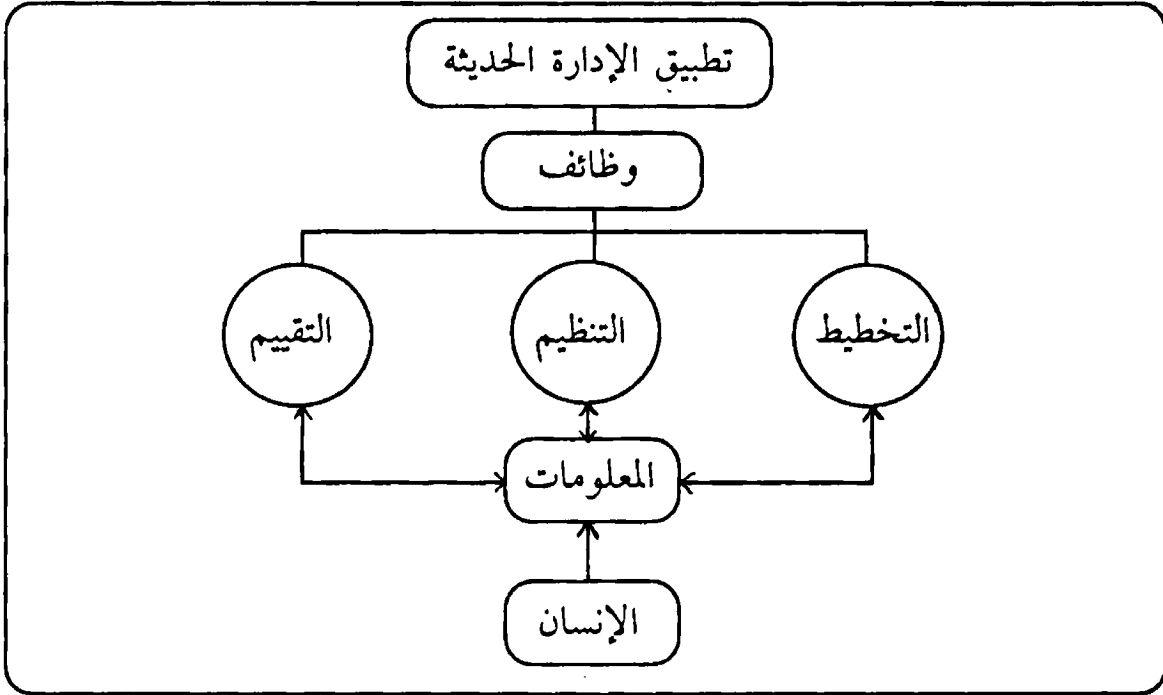 تطبيق الإدارة الحديثة
وظائف
التخطيط
التنظيم
التقييم
المعلومات
الإنسان